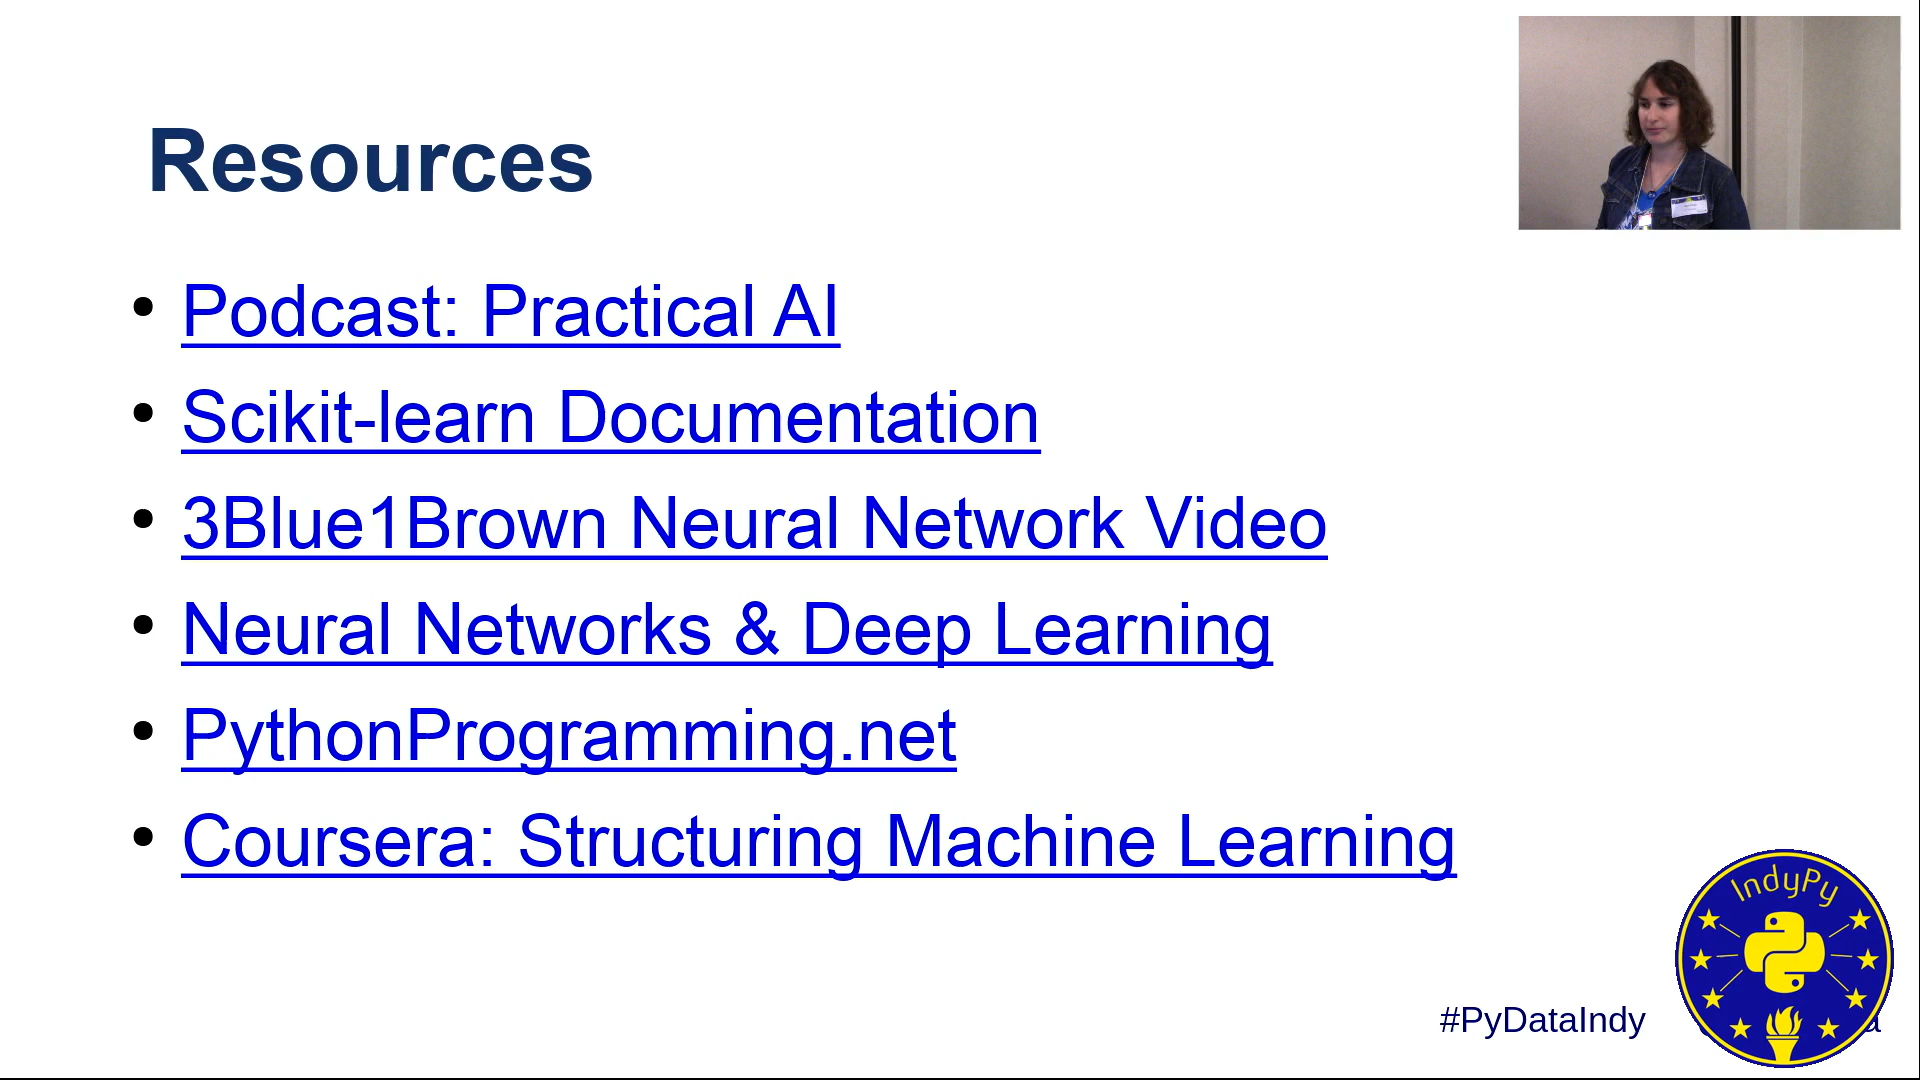 Resources
Podcast: Practical AI
Scikit-learn Documentation
3Blue1Brown Neural Network Video
Neural Networks & Deep Learning
PythonProgramming.net
Coursera: Structuring Machine Learning
IndyPy
#PyDataIndy